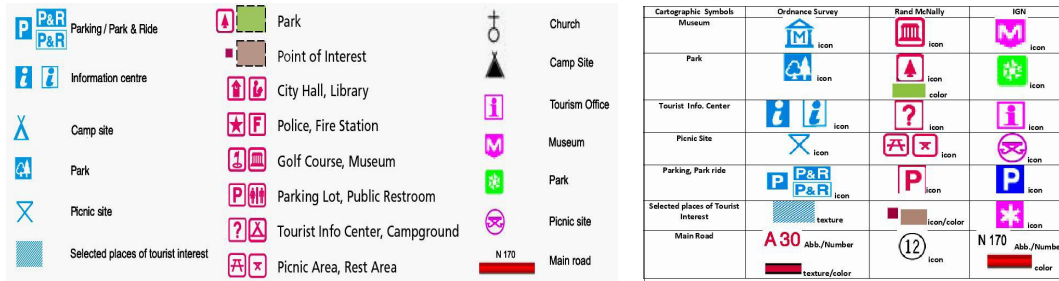 P P&R P&R Parking / Park & Ride
i i Information centre
Camp site
Park
Picnic site
Selected places of tourist interest
Park
Point of Interest
City Hall, Library
F Police, Fire Station
Golf Course, Museum
P Parking Lot, Public Restroom
? Tourist Info Center, Campground
Picnic Area, Rest Area
Church
Camp Site
i Tourism Office
M Museum
Park
Picnic site
N 170 Main road
Cartographic Symbols Ordnance Survey Rand McNally IGN
Museum M icon icon M icon
Park icon icon color icon
Tourist Info. Center i i icon ? icon i icon
Picnic Site icon icon icon
Parking, Park ride P P&R P&R icon P icon P icon
Selected places of Tourist Interest texture icon/color icon
Main Road A 30 Abb./Number texture/color 12 icon N 170 Abb./Number color